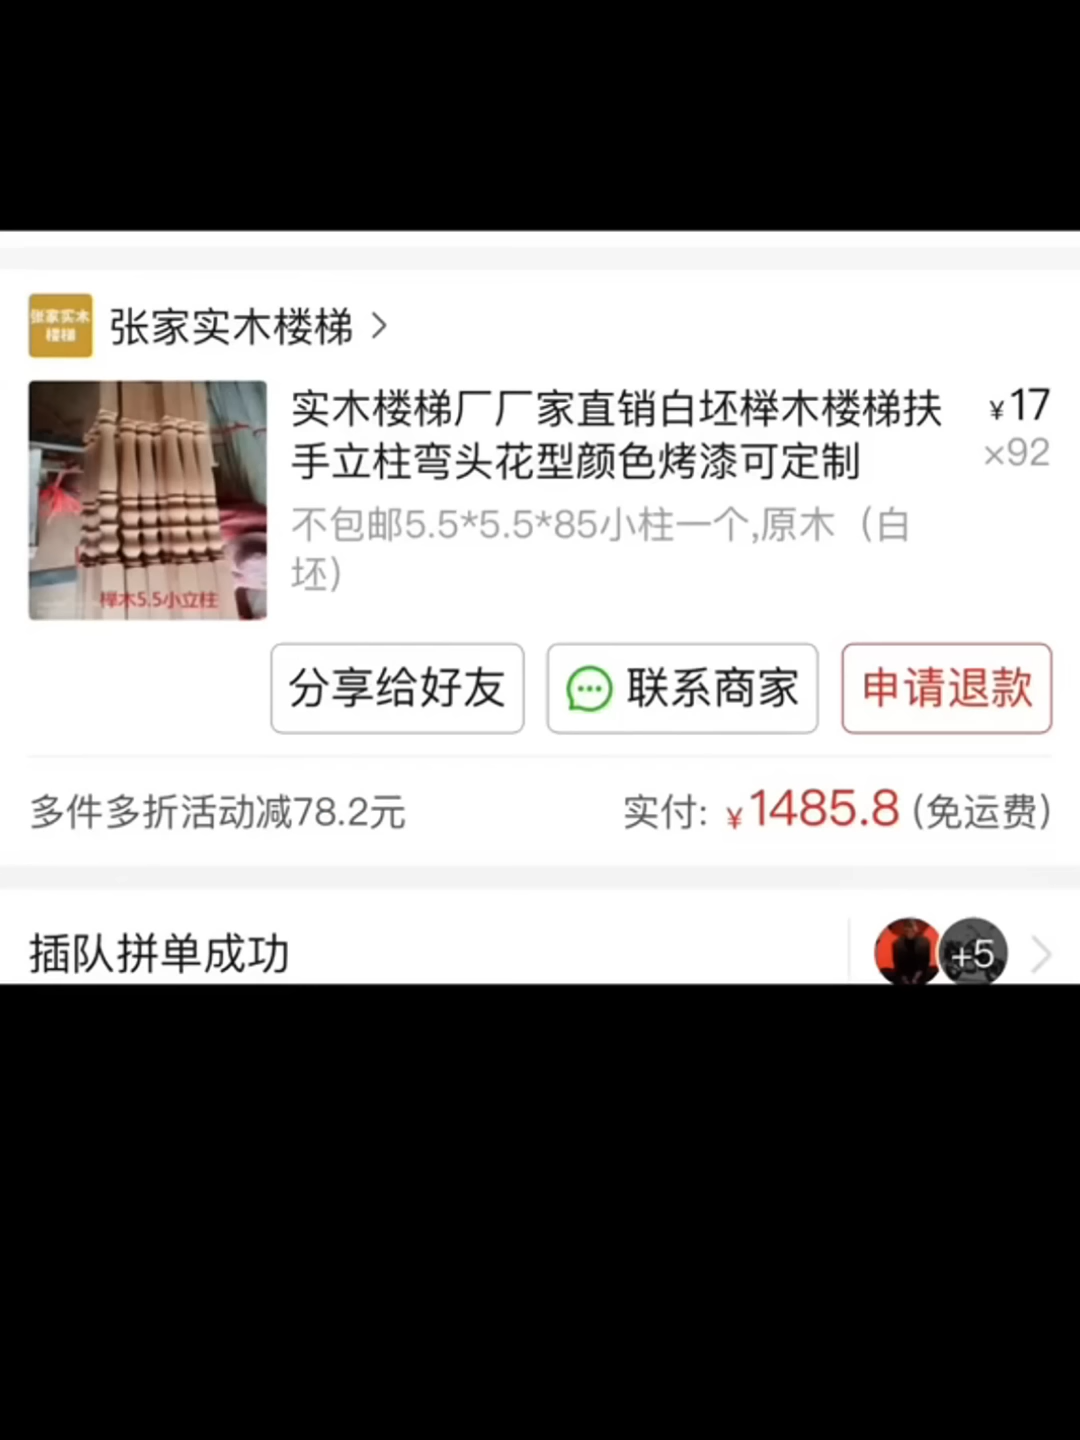 张家实木
楼梯
张家实木楼梯
实木楼梯厂厂家直销白坯榉木楼梯扶
¥17
手立柱弯头花型颜色烤漆可定制
×92
不包邮5.5*5.5*85小柱一个,原木（白
坯）
榉木5.5小立柱
分享给好友
联系商家
申请退款
多件多折活动减78.2元
实付: ¥1485.8 (免运费)
插队拼单成功
+5